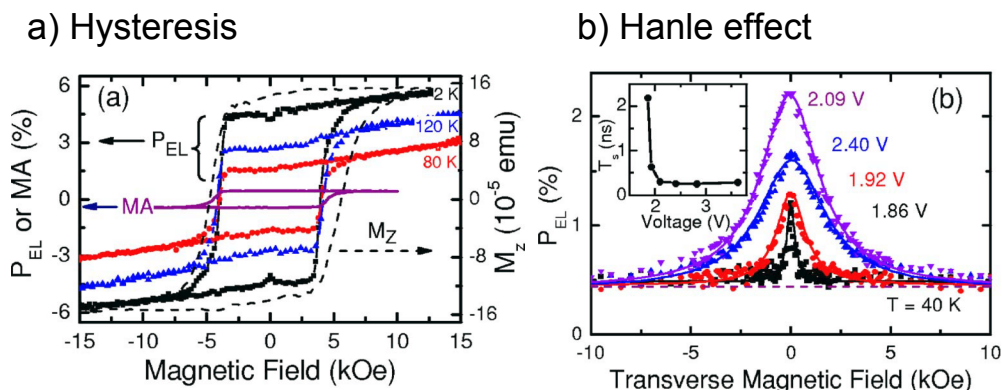 a) Hysteresis
b) Hanle effect
6
3
0
-3
-6
P_EL or MA (%)
(a)
P_EL
MA
2 K
120 K
80 K
M_Z
16
8
0
-8
-16
M_z (10^-5 emu)
-15 -10 -5 0 5 10 15
Magnetic Field (kOe)
2
1
0
P_EL (%)
(b)
2
1
0
T_s (ns)
2 3
Voltage (V)
2.09 V
2.40 V
1.92 V
1.86 V
T = 40 K
-10 -5 0 5 10
Transverse Magnetic Field (kOe)